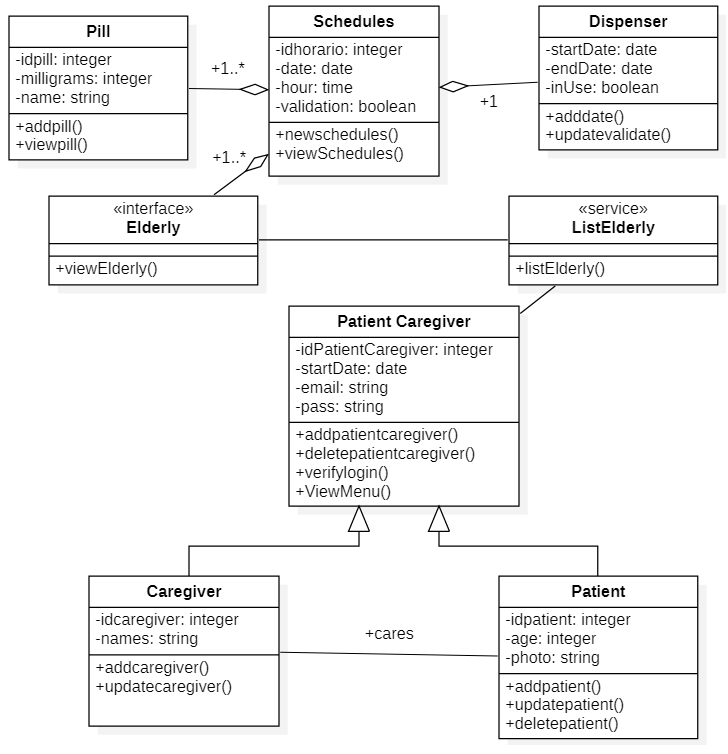 Pill
-idpill: integer
-milligrams: integer
-name: string
+addpill()
+viewpill()
+1..*
Schedules
-idhorario: integer
-date: date
-hour: time
-validation: boolean
+newschedules()
+viewSchedules()
+1
Dispenser
-startDate: date
-endDate: date
-inUse: boolean
+adddate()
+updatevalidate()
+1..*
«interface»
Elderly
+viewElderly()
«service»
ListElderly
+listElderly()
Patient Caregiver
-idPatientCaregiver: integer
-startDate: date
-email: string
-pass: string
+addpatientcaregiver()
+deletepatientcaregiver()
+verifylogin()
+ViewMenu()
Caregiver
-idcaregiver: integer
-names: string
+addcaregiver()
+updatecaregiver()
+cares
Patient
-idpatient: integer
-age: integer
-photo: string
+addpatient()
+updatepatient()
+deletepatient()